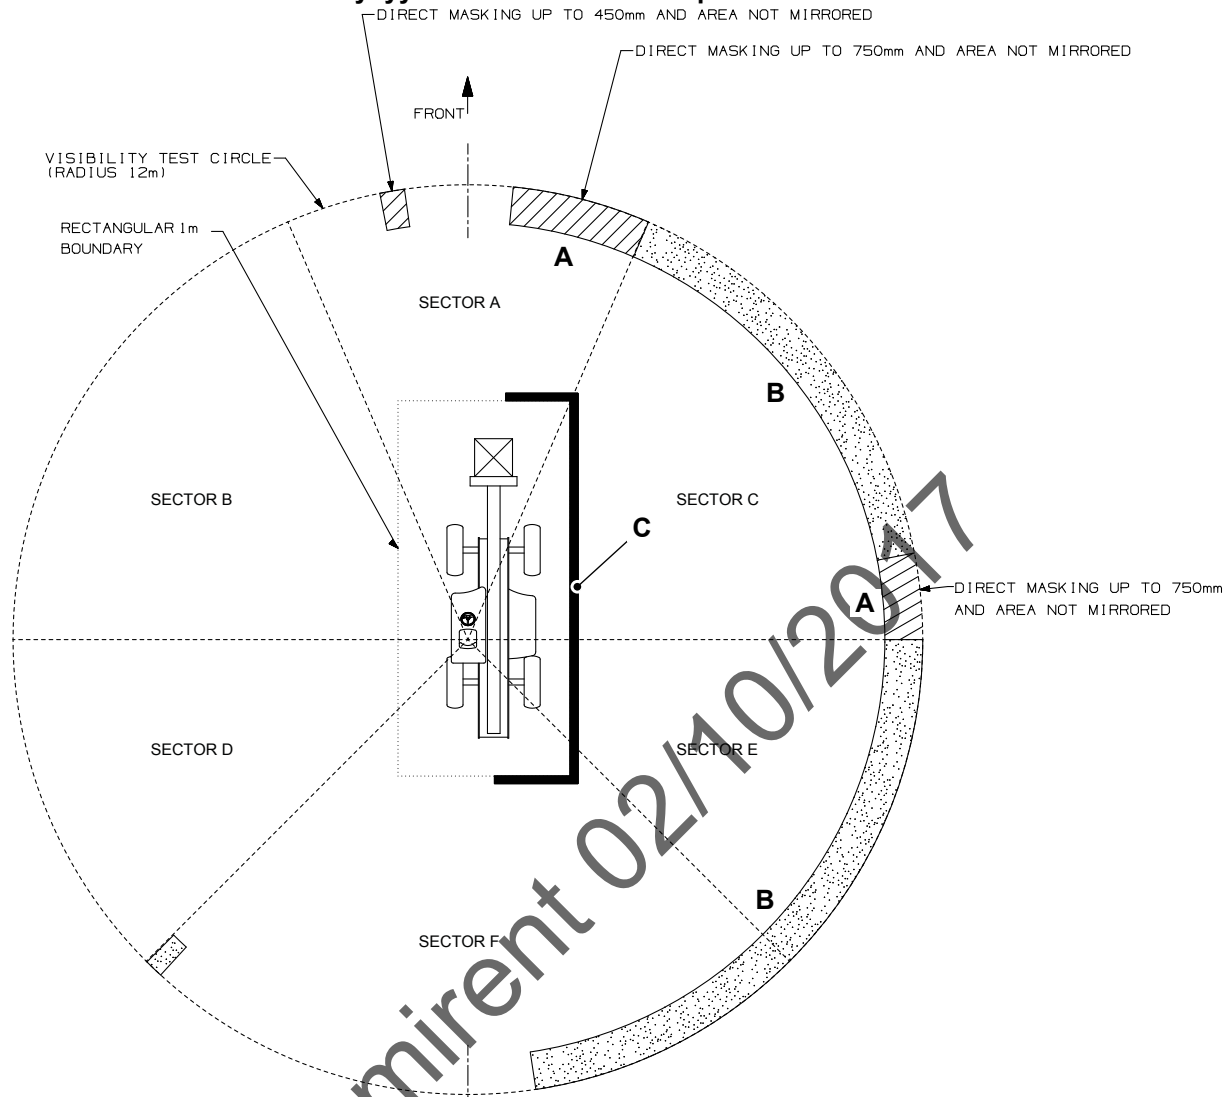 DIRECT MASKING UP TO 450mm AND AREA NOT MIRRORED
DIRECT MASKING UP TO 750mm AND AREA NOT MIRRORED
FRONT
VISIBILITY TEST CIRCLE
(RADIUS 12m)
RECTANGULAR 1m
BOUNDARY
A
SECTOR A
B
SECTOR B
SECTOR C
C
A
DIRECT MASKING UP TO 750mm
AND AREA NOT MIRRORED
SECTOR D
SECTOR E
B
SECTOR F
mirent 02/10/2017